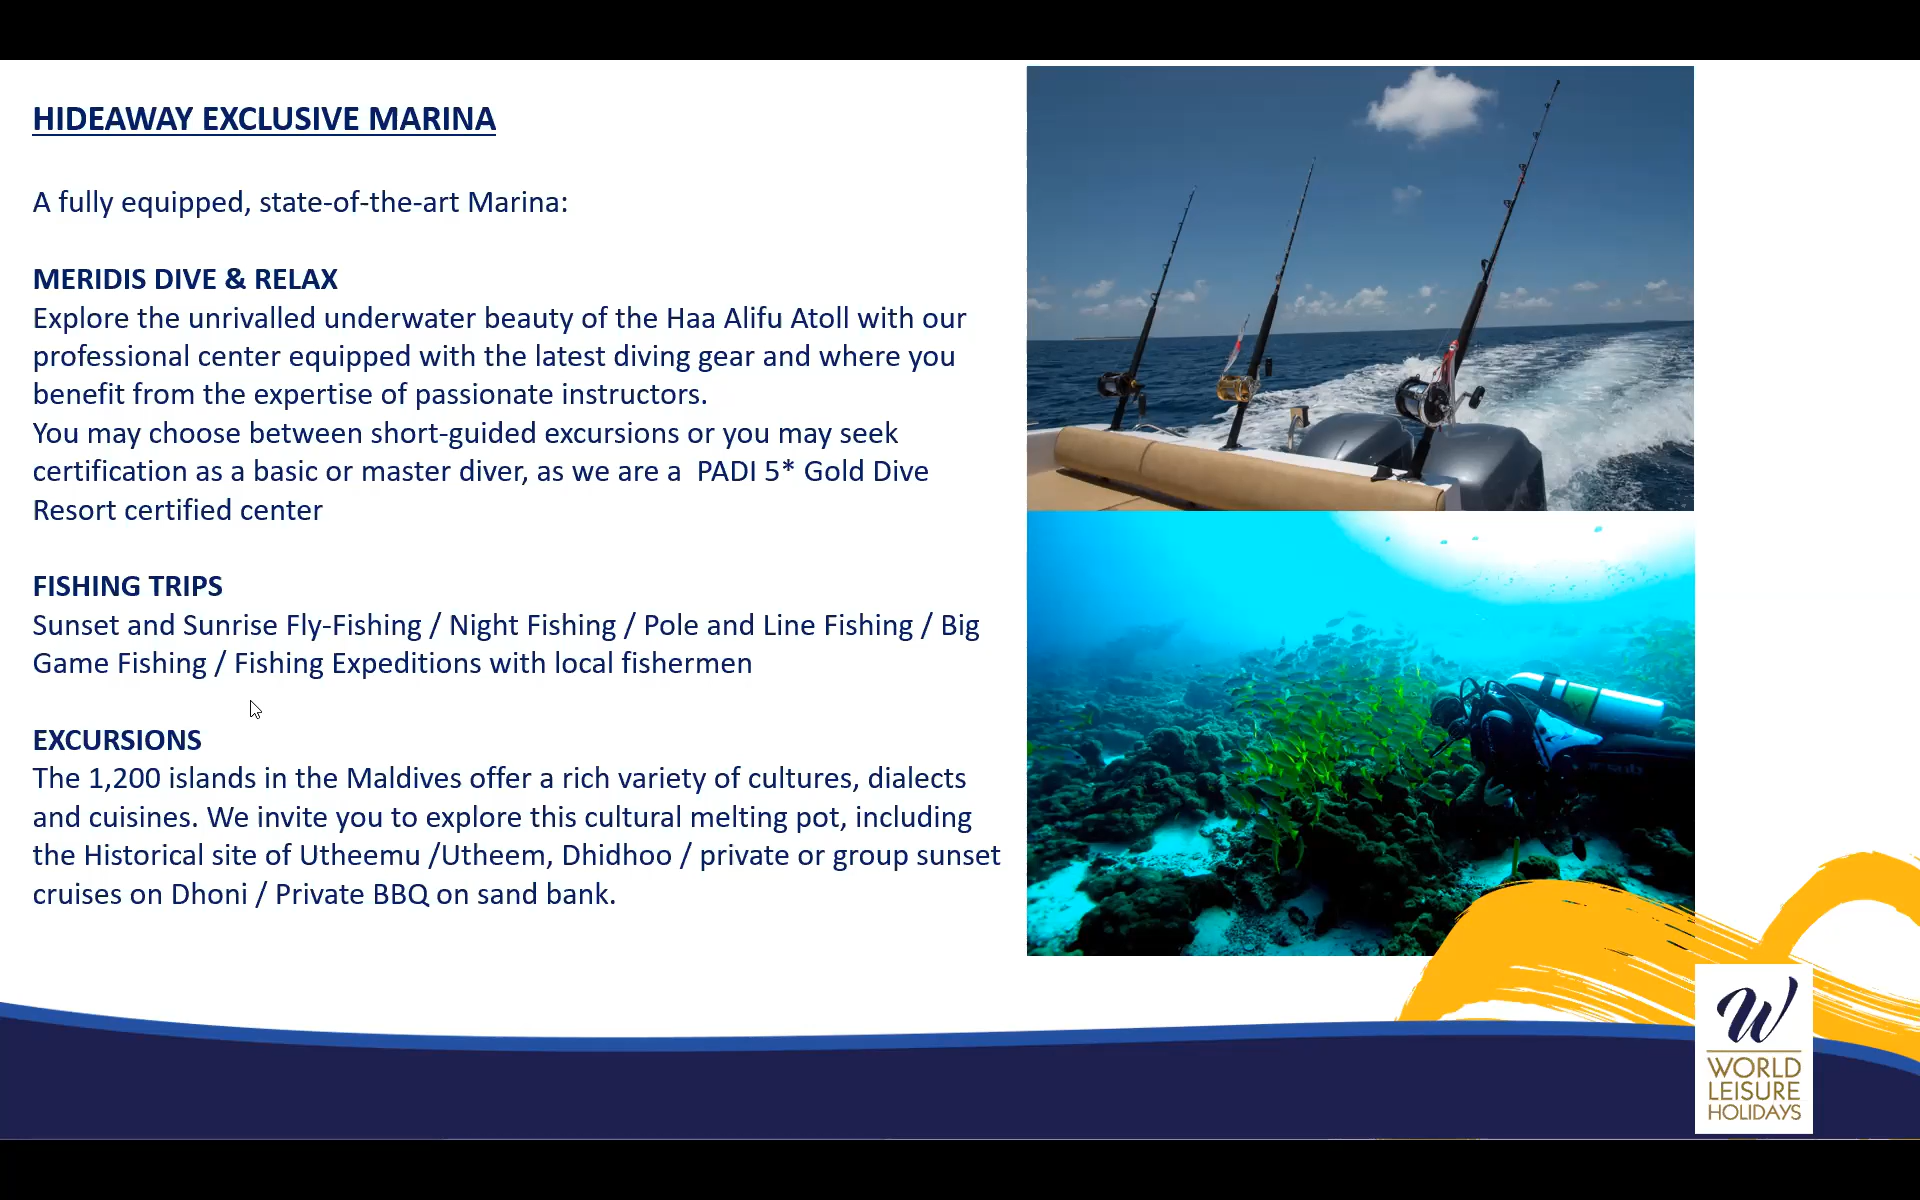 HIDEAWAY EXCLUSIVE MARINA
A fully equipped, state-of-the-art Marina:
MERIDIS DIVE & RELAX
Explore the unrivalled underwater beauty of the Haa Alifu Atoll with our
professional center equipped with the latest diving gear and where you
benefit from the expertise of passionate instructors.
You may choose between short-guided excursions or you may seek
certification as a basic or master diver, as we are a  PADI 5* Gold Dive
Resort certified center
FISHING TRIPS
Sunset and Sunrise Fly-Fishing / Night Fishing / Pole and Line Fishing / Big
Game Fishing / Fishing Expeditions with local fishermen
EXCURSIONS
The 1,200 islands in the Maldives offer a rich variety of cultures, dialects
and cuisines. We invite you to explore this cultural melting pot, including
the Historical site of Utheemu /Utheem, Dhidhoo / private or group sunset
cruises on Dhoni / Private BBQ on sand bank.
W
WORLD
LEISURE
HOLIDAYS